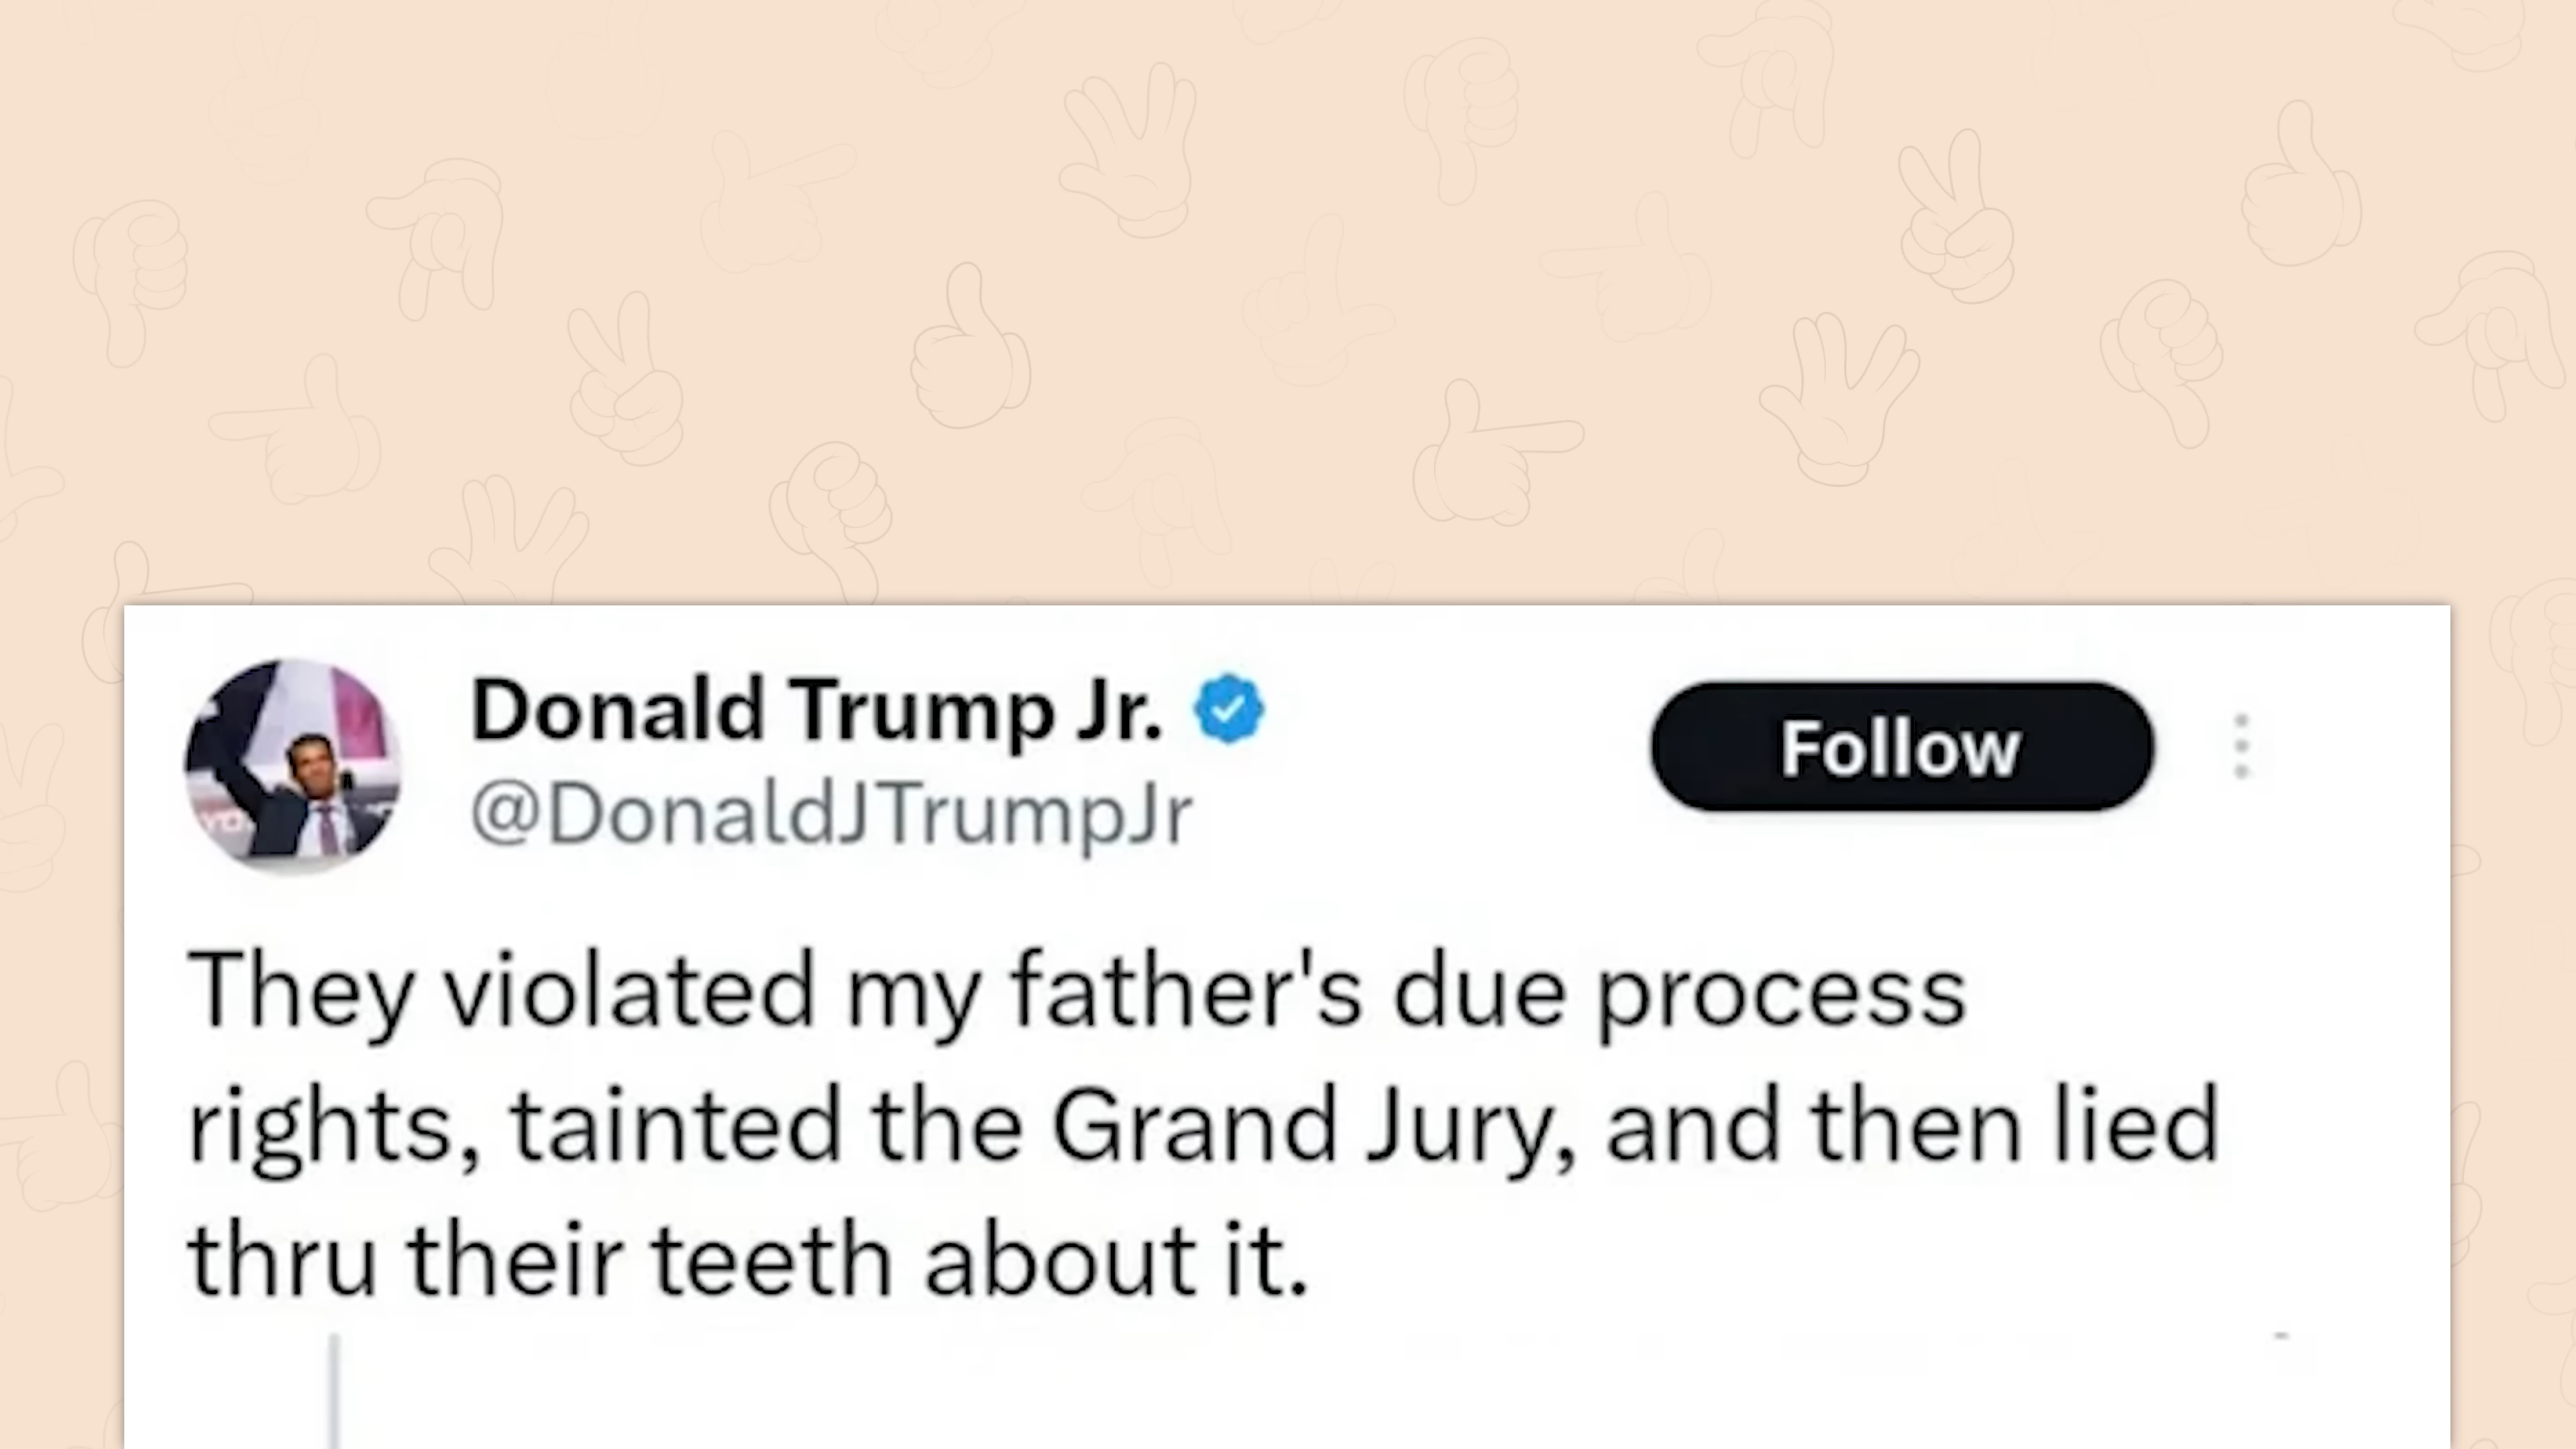 Donald Trump Jr.
@DonaldJTrumpJr
Follow
They violated my father's due process
rights, tainted the Grand Jury, and then lied
thru their teeth about it.